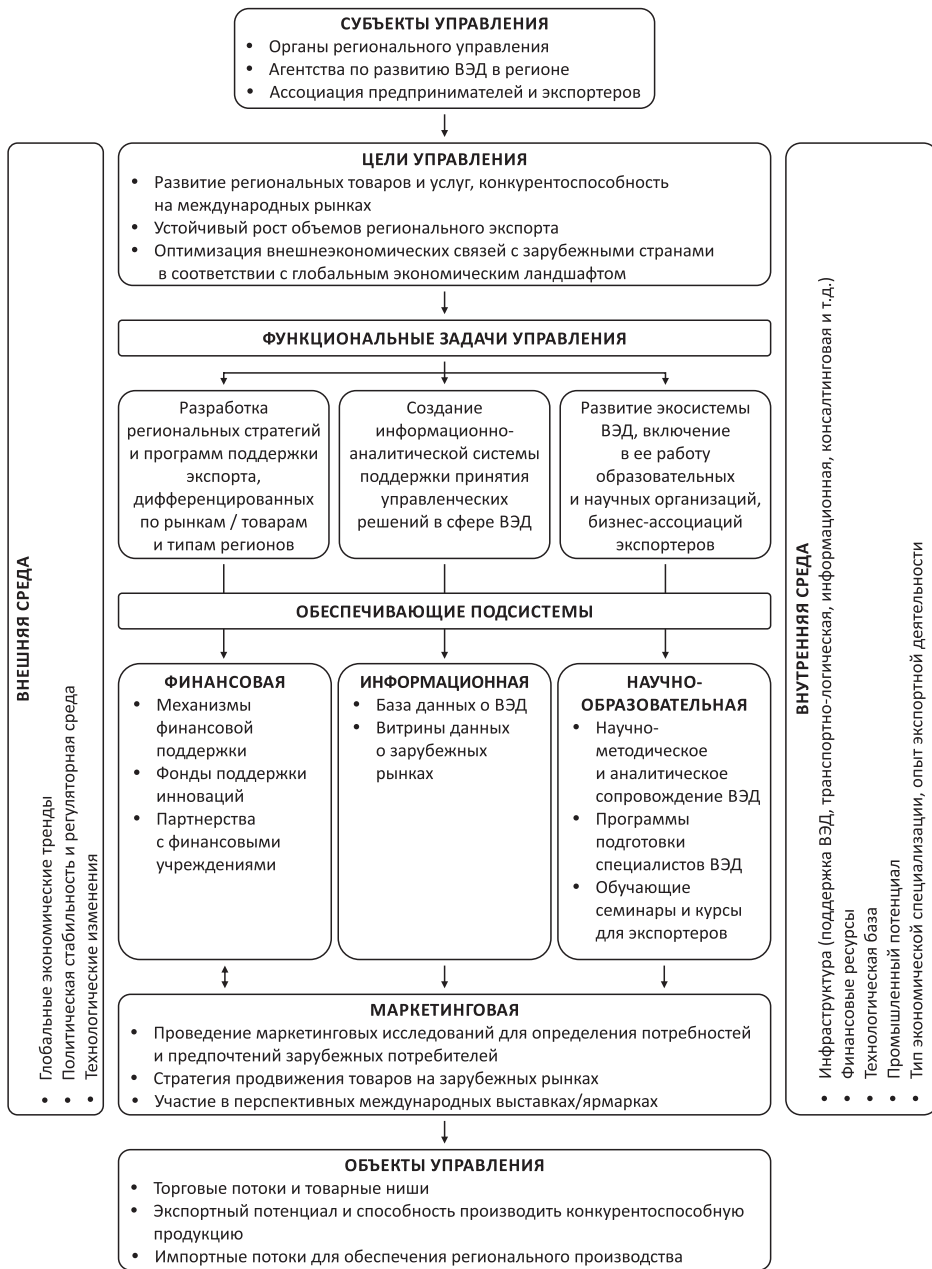 СУБЪЕКТЫ УПРАВЛЕНИЯ
• Органы регионального управления
• Агентства по развитию ВЭД в регионе
• Ассоциация предпринимателей и экспортеров
ВНЕШНЯЯ СРЕДА
• Глобальные экономические тренды
• Политическая стабильность и регуляторная среда
• Технологические изменения
ЦЕЛИ УПРАВЛЕНИЯ
• Развитие региональных товаров и услуг, конкурентоспособность
на международных рынках
• Устойчивый рост объемов регионального экспорта
• Оптимизация внешнеэкономических связей с зарубежными странами
в соответствии с глобальным экономическим ландшафтом
ФУНКЦИОНАЛЬНЫЕ ЗАДАЧИ УПРАВЛЕНИЯ
Разработка
региональных стратегий
и программ поддержки
экспорта,
дифференцированных
по рынкам / товарам
и типам регионов
Создание
информационно-
аналитической системы
поддержки принятия
управленческих
решений в сфере ВЭД
Развитие экосистемы
ВЭД, включение
в ее работу
образовательных
и научных организаций,
бизнес-ассоциаций
экспортеров
ОБЕСПЕЧИВАЮЩИЕ ПОДСИСТЕМЫ
ФИНАНСОВАЯ
• Механизмы
финансовой
поддержки
• Фонды поддержки
инноваций
• Партнерства
с финансовыми
учреждениями
ИНФОРМАЦИОННАЯ
• База данных о ВЭД
• Витрины данных
о зарубежных
рынках
НАУЧНО-
ОБРАЗОВАТЕЛЬНАЯ
• Научно-
методическое
и аналитическое
сопровождение ВЭД
• Программы
подготовки
специалистов ВЭД
• Обучающие
семинары и курсы
для экспортеров
МАРКЕТИНГОВАЯ
• Проведение маркетинговых исследований для определения потребностей
и предпочтений зарубежных потребителей
• Стратегия продвижения товаров на зарубежных рынках
• Участие в перспективных международных выставках/ярмарках
ОБЪЕКТЫ УПРАВЛЕНИЯ
• Торговые потоки и товарные ниши
• Экспортный потенциал и способность производить конкурентоспособную
продукцию
• Импортные потоки для обеспечения регионального производства
ВНУТРЕННЯЯ СРЕДА
• Инфраструктура (поддержка ВЭД, транспортно-логическая, информационная, консалтинговая и т.д.)
• Финансовые ресурсы
• Технологическая база
• Промышленный потенциал
• Тип экономической специализации, опыт экспортной деятельности